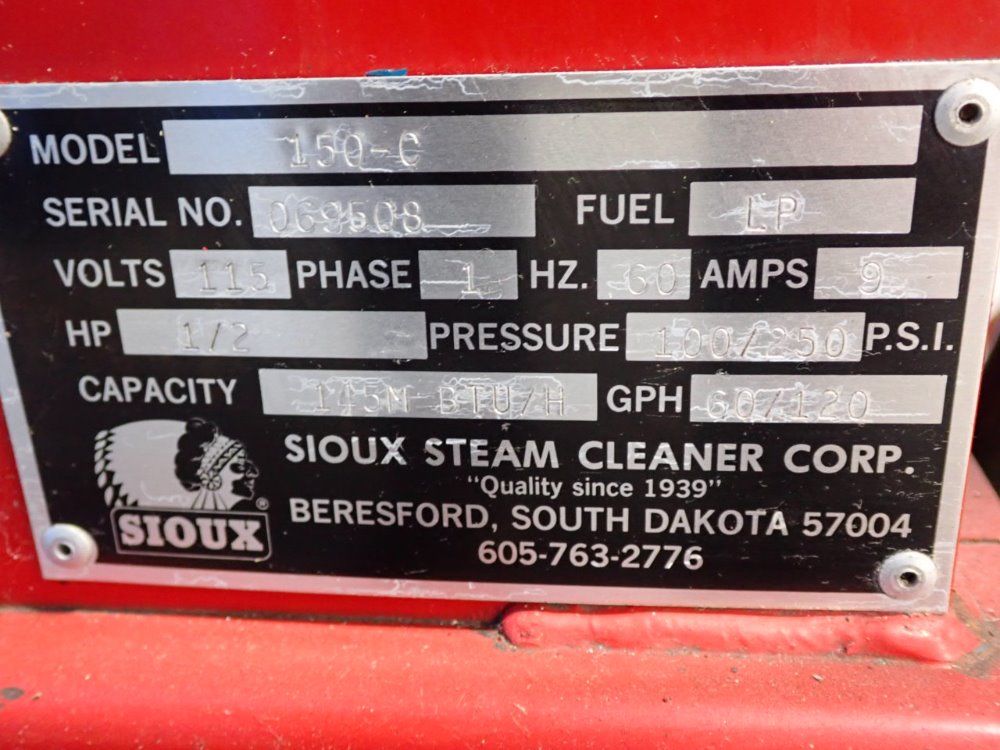 MODEL 150-C
SERIAL NO. 069508 FUEL LP
VOLTS 115 PHASE 1 HZ. 60 AMPS 9
HP 1/2 PRESSURE 100/250 P.S.I.
CAPACITY BTU/H GPH 60/120
SIOUX STEAM CLEANER CORP.
"Quality since 1939"
SIOUX ®
BERESFORD, SOUTH DAKOTA 57004
605-763-2776